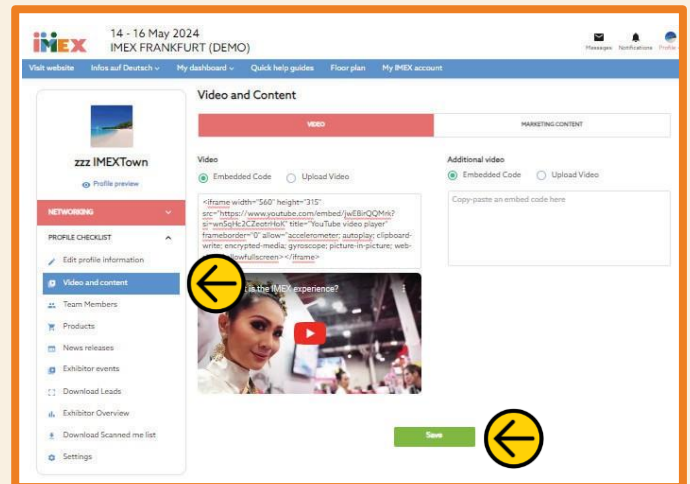 IMEX
14 - 16 May 2024
IMEX FRANKFURT (DEMO)
Messages
Notifications
Profile
Visit website
Infos auf Deutsch
My dashboard
Quick help guides
Floor plan
My IMEX account
zzz IMEXTown
Profile preview
NETWORKING
PROFILE CHECKLIST
Edit profile information
Video and content
Team Members
Products
News releases
Exhibitor events
Download Leads
Exhibitor Overview
Download Scanned me list
Settings
Video and Content
VIDEO
MARKETING CONTENT
Video
Embedded Code
Upload Video
<iframe width="560" height="315"
src="https://www.youtube.com/embed/jwEBirQQMrk?
title="YouTube video player"
frameborder="0" allow="accelerometer; autoplay; clipboard-
write; encrypted-media; gyroscope; picture-in-picture; web-
allowfullscreen></iframe>
is the IMEX experience?
Additional video
Embedded Code
Upload Video
Copy-paste an embed code here
Save